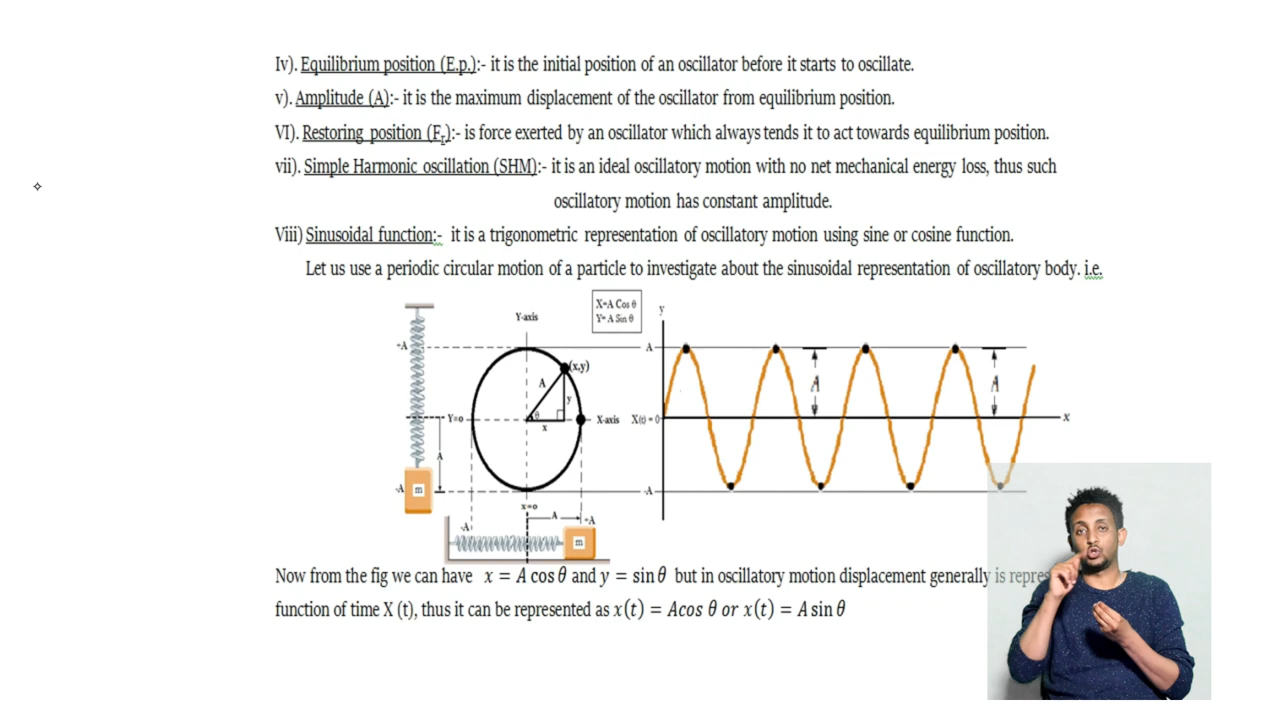 Iv). Equilibrium position (E.p.):- it is the initial position of an oscillator before it starts to oscillate.
v). Amplitude (A):- it is the maximum displacement of the oscillator from equilibrium position.
VI). Restoring position (Fr):- is force exerted by an oscillator which always tends it to act towards equilibrium position.
vii). Simple Harmonic oscillation (SHM):- it is an ideal oscillatory motion with no net mechanical energy loss, thus such
oscillatory motion has constant amplitude.
Viii) Sinusoidal function:- it is a trigonometric representation of oscillatory motion using sine or cosine function.
Let us use a periodic circular motion of a particle to investigate about the sinusoidal representation of oscillatory body. i.e.
X=A Cos θ
Y= A Sin θ
Y-axis
y
+A
A
A
A
(x,y)
A
θ
y
x
Y=0
X-axis
X(t) = 0
x
A
-A
m
-A
x=0
-A
A
+A
m
Now from the fig we can have x = A cos θ and y = sin θ but in oscillatory motion displacement generally is
function of time X (t), thus it can be represented as x(t) = Acos θ or x(t) = A sin θ